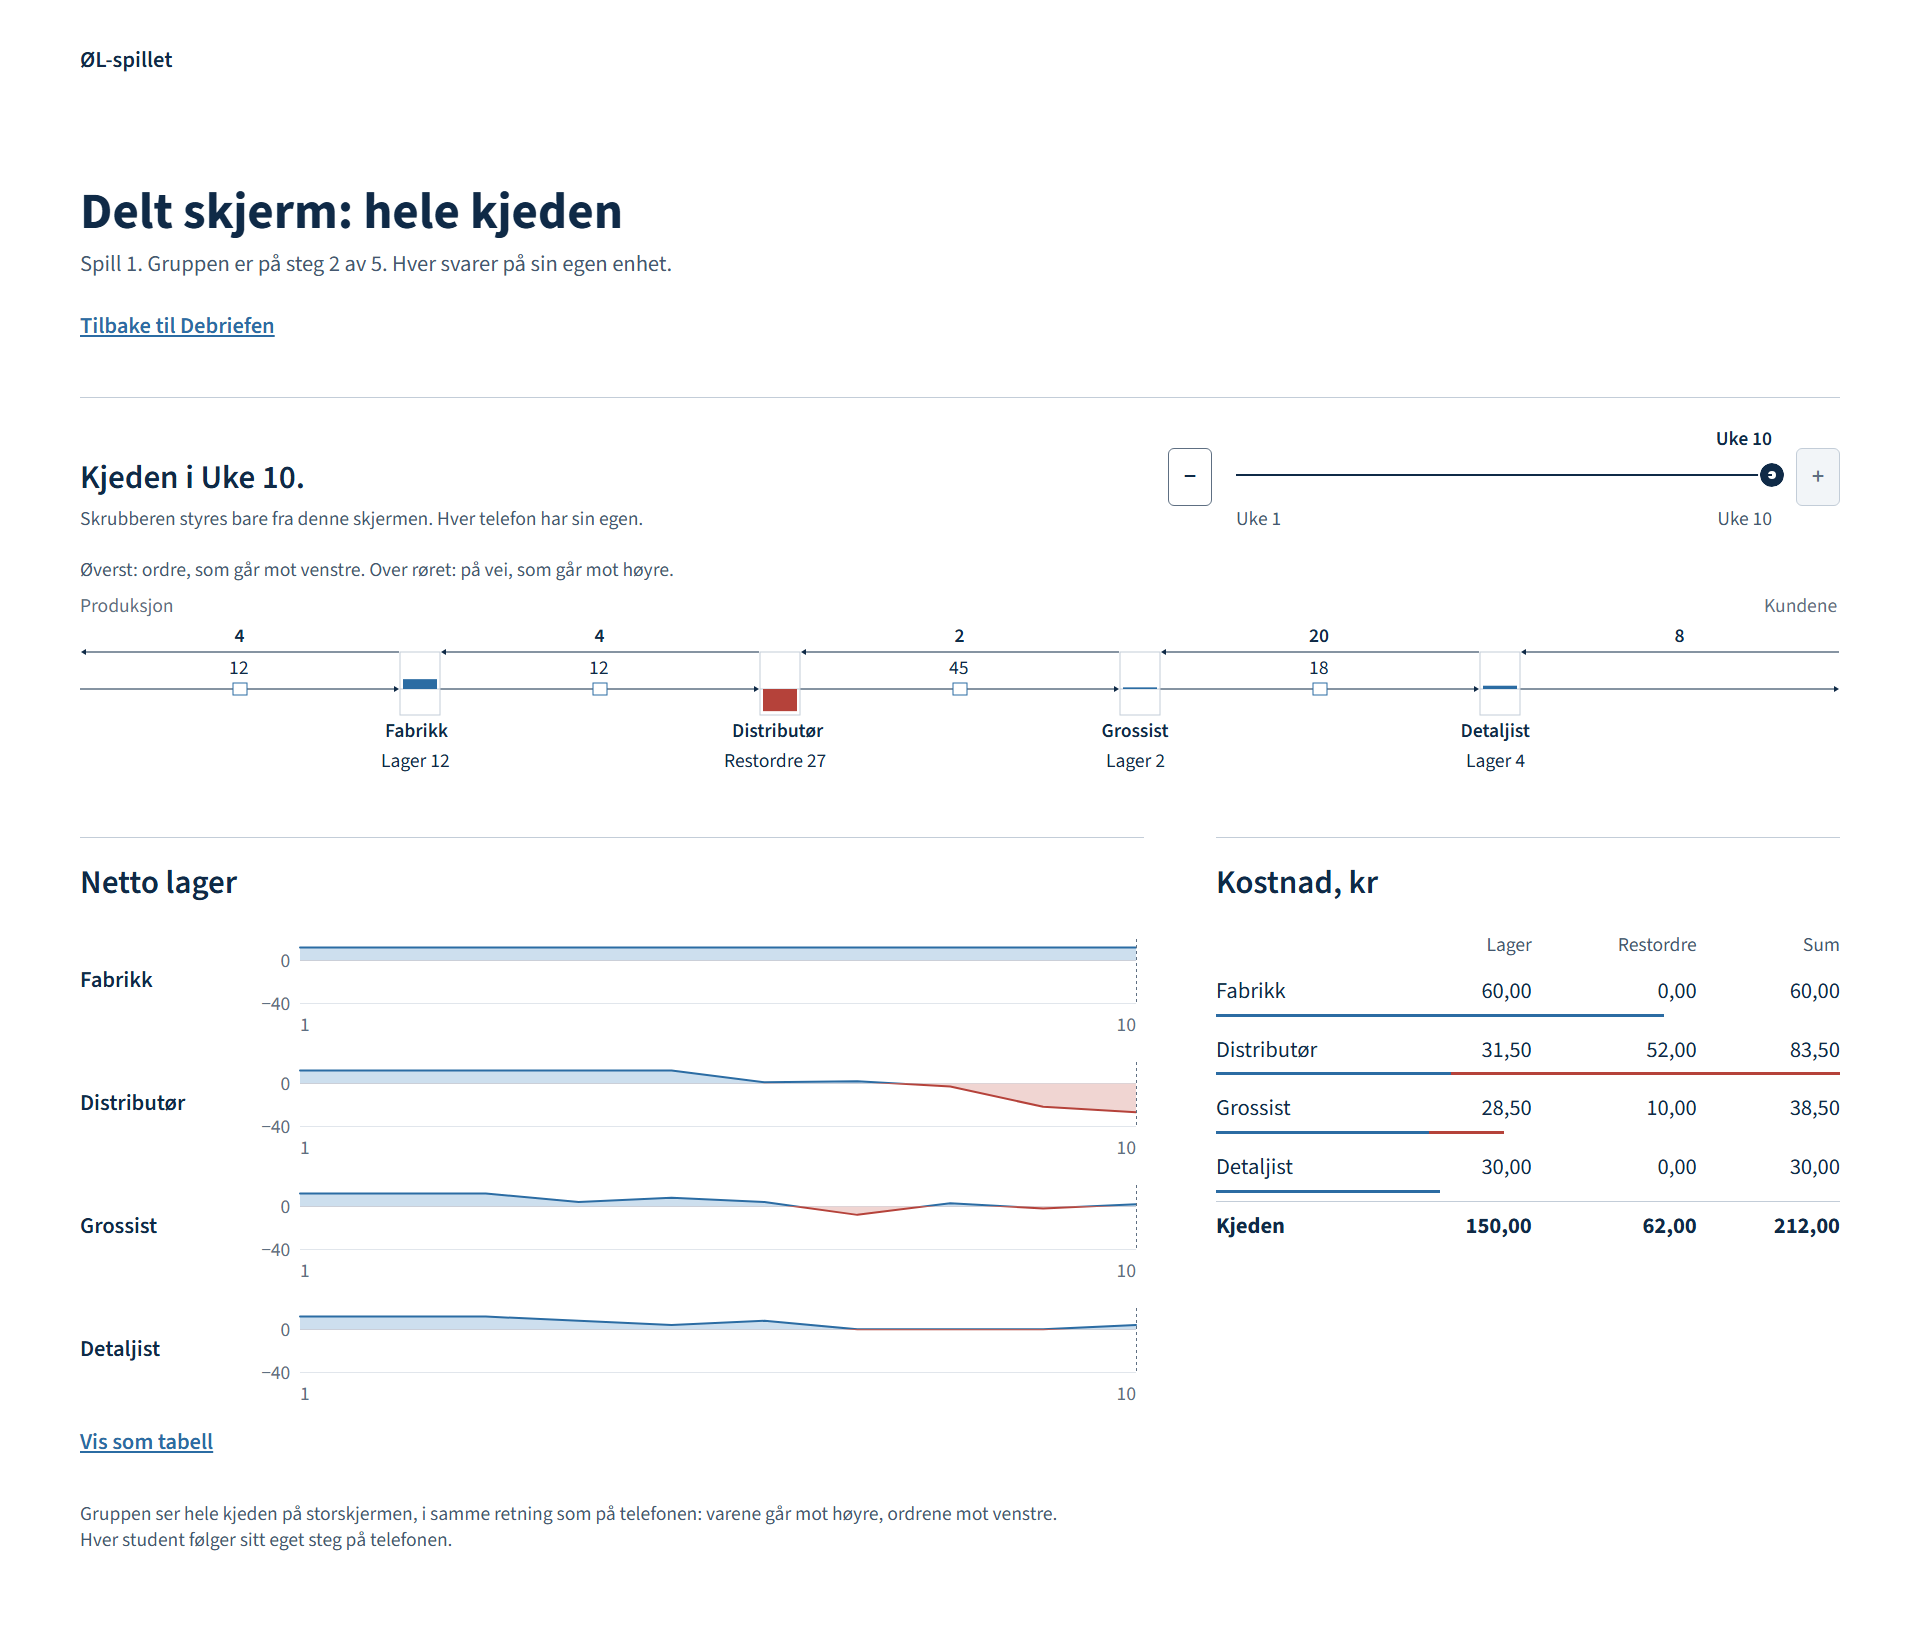 ØL-spillet
Delt skjerm: hele kjeden
Spill 1. Gruppen er på steg 2 av 5. Hver svarer på sin egen enhet.
Tilbake til Debriefen
Kjeden i Uke 10.
Skrubberen styres bare fra denne skjermen. Hver telefon har sin egen.
Uke 10
−
+
Uke 1
Uke 10
Øverst: ordre, som går mot venstre. Over røret: på vei, som går mot høyre.
Produksjon
Kundene
4 4 2 20 8
12 12 45 18
Fabrikk Distributør Grossist Detaljist
Lager 12 Restordre 27 Lager 2 Lager 4
Netto lager
Fabrikk
0
−40
1 10
Distributør
0
−40
1 10
Grossist
0
−40
1 10
Detaljist
0
−40
1 10
Vis som tabell
Kostnad, kr
Lager Restordre Sum
Fabrikk 60,00 0,00 60,00
Distributør 31,50 52,00 83,50
Grossist 28,50 10,00 38,50
Detaljist 30,00 0,00 30,00
Kjeden 150,00 62,00 212,00
Gruppen ser hele kjeden på storskjermen, i samme retning som på telefonen: varene går mot høyre, ordrene mot venstre.
Hver student følger sitt eget steg på telefonen.